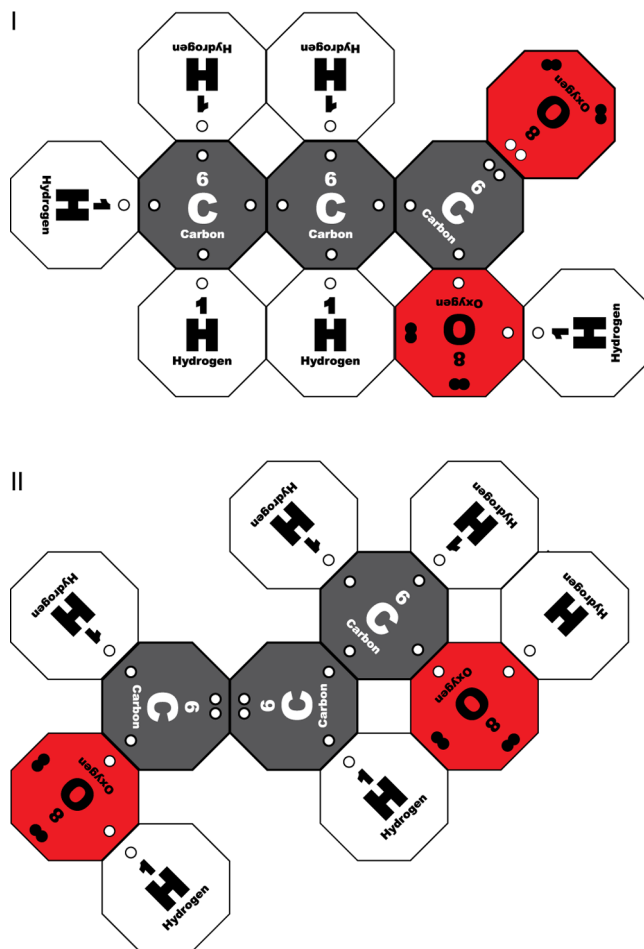 I
Hydrogen
H
1
Hydrogen
H
1
Oxygen
O
8
Hydrogen
H
1
6
C
Carbon
6
C
Carbon
6
C
Carbon
1
H
Hydrogen
1
H
Hydrogen
Oxygen
O
8
1
H
Hydrogen
II
Hydrogen
H
1
Hydrogen
H
1
Hydrogen
H
1
6
C
Carbon
H
Hydrogen
6
C
Carbon
6
C
Carbon
Oxygen
O
8
Oxygen
O
8
1
H
Hydrogen
1
H
Hydrogen